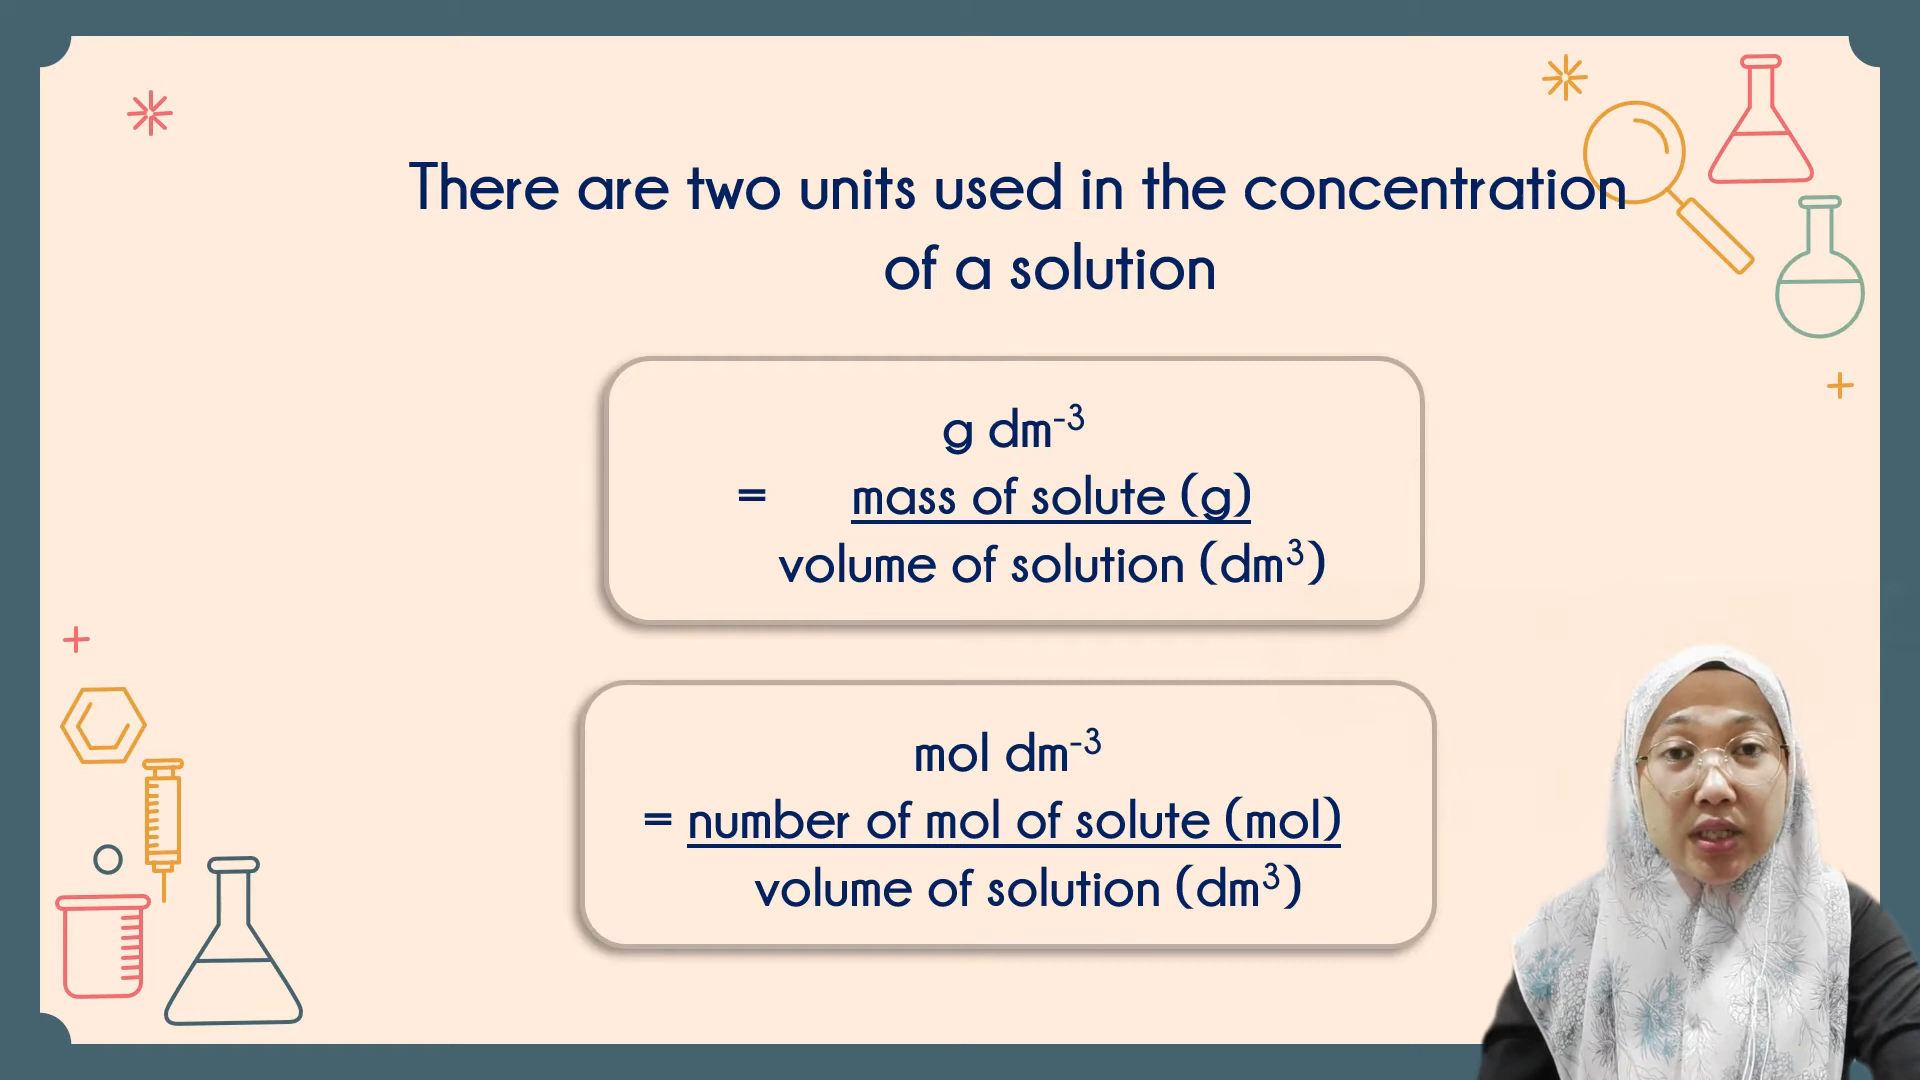 There are two units used in the concentration
of a solution
g dm⁻³
= mass of solute (g)
volume of solution (dm³)
mol dm⁻³
= number of mol of solute (mol)
volume of solution (dm³)